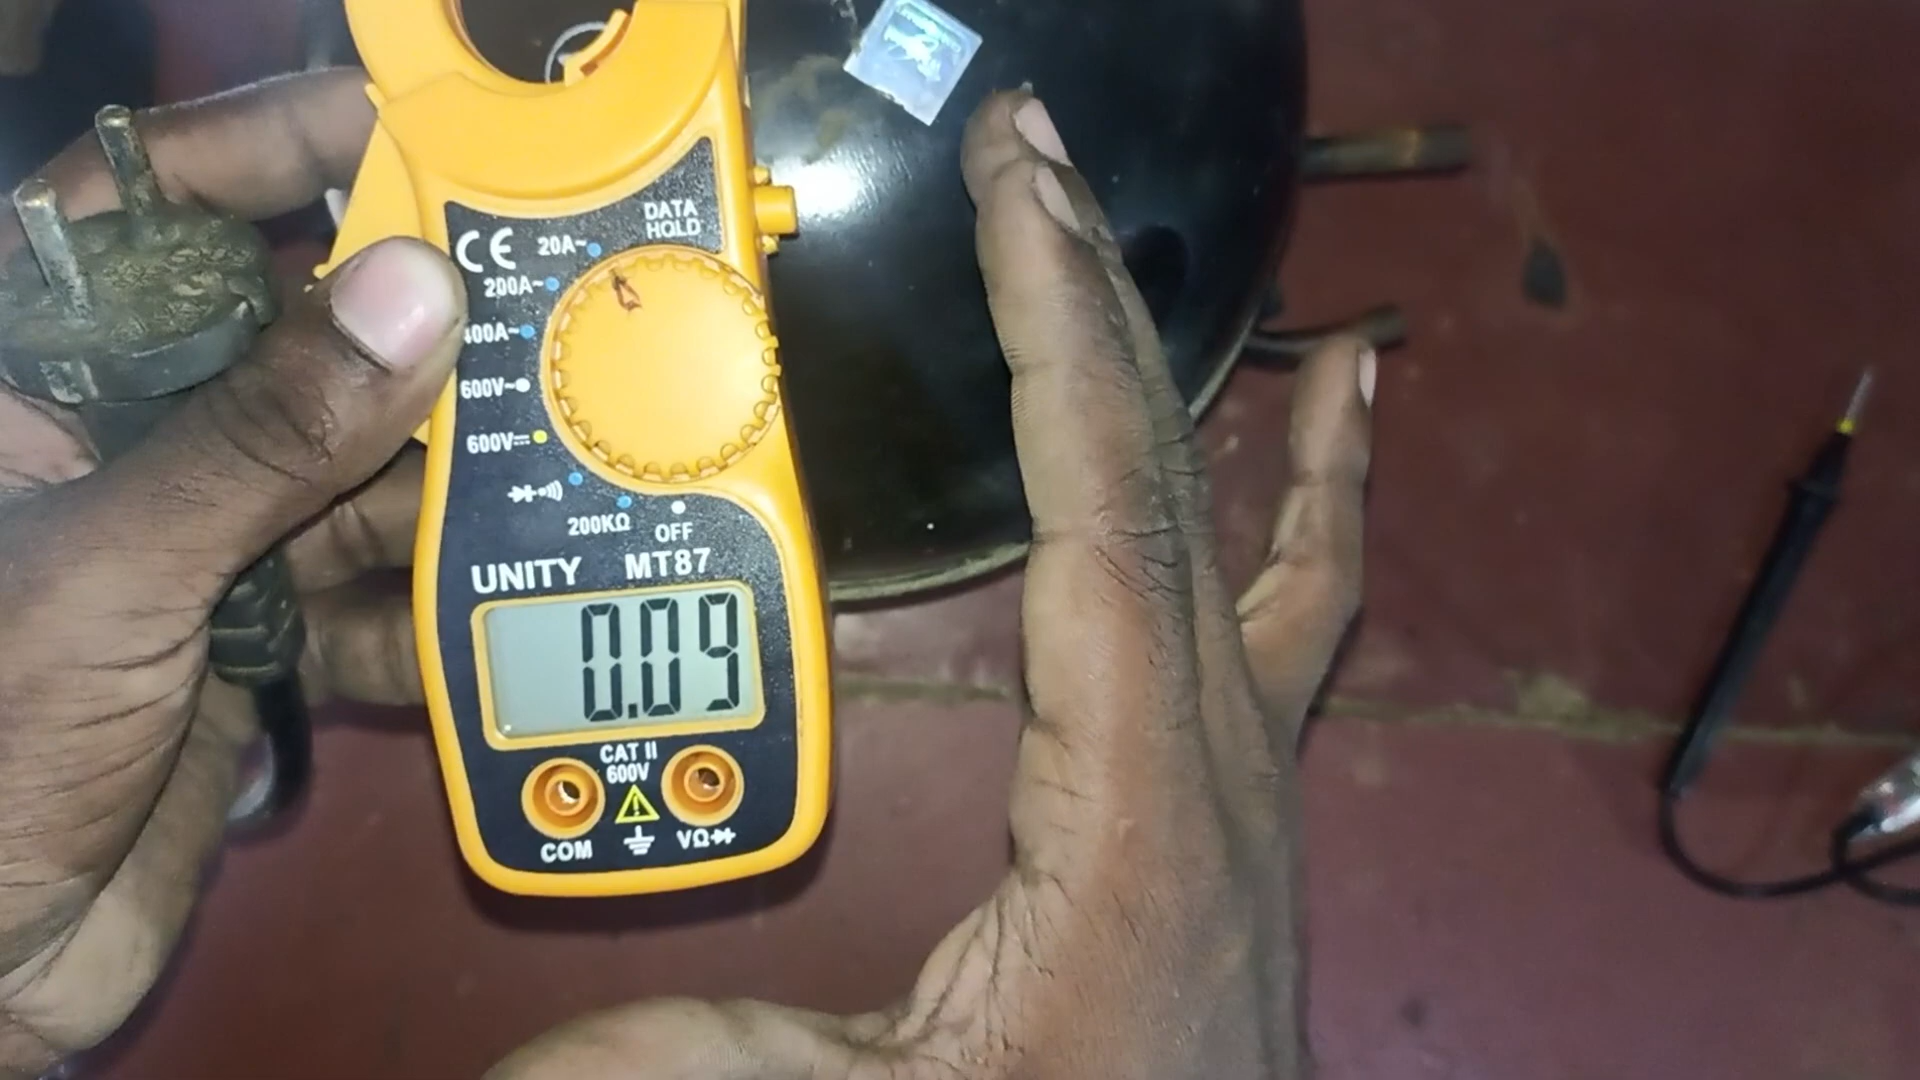 DATA
HOLD
CE 20A~
200A~
400A~
600V~
600V⎓
200KΩ
OFF
UNITY MT87
0.09
CAT II
600V
COM VΩ